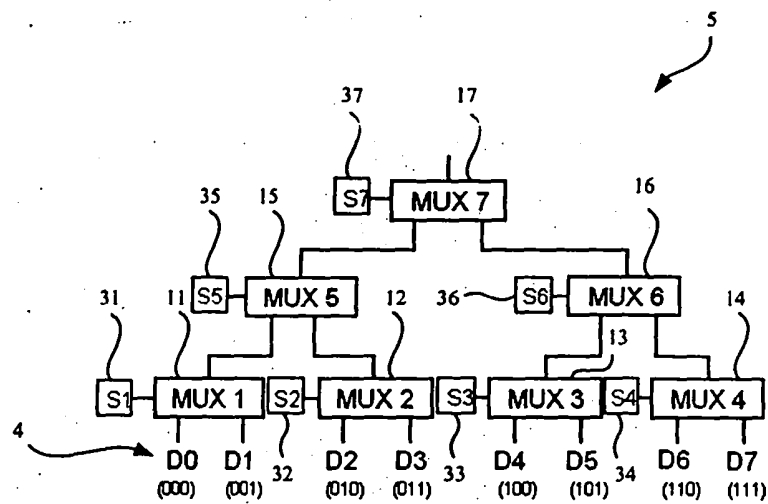 5
37
17
S7
MUX 7
35
15
16
S5
MUX 5
36
S6
MUX 6
31
11
12
13
14
S1
MUX 1
S2
MUX 2
S3
MUX 3
S4
MUX 4
4
32
33
34
D0 D1 D2 D3 D4 D5 D6 D7
(000) (001) (010) (011) (100) (101) (110) (111)